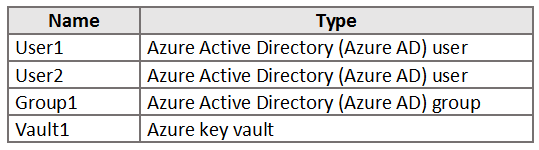 Name Type
User1 Azure Active Directory (Azure AD) user
User2 Azure Active Directory (Azure AD) user
Group1 Azure Active Directory (Azure AD) group
Vault1 Azure key vault